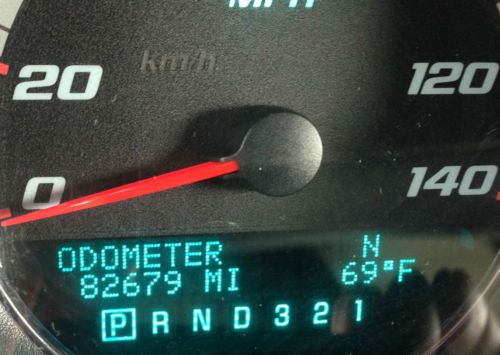 MPH
km/h
20 120
0 140
ODOMETER N
82679 MI 69°F
P R N D 3 2 1